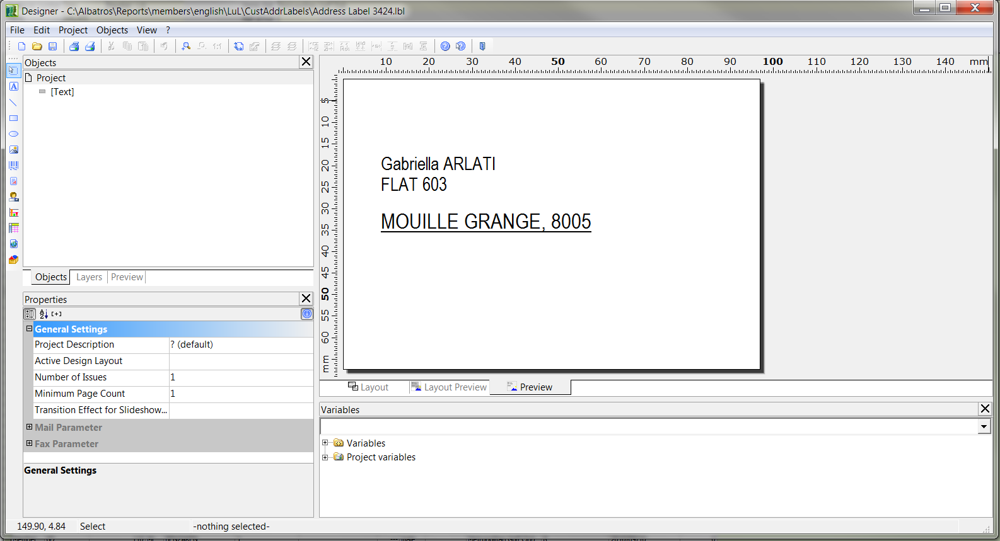 Designer - C:\Albatros\Reports\members\english\LuL\CustAddrLabels\Address Label 3424.lbl
File Edit Project Objects View ?
Objects
Project
[Text]
Objects Layers Preview
Properties
General Settings
Project Description ? (default)
Active Design Layout
Number of Issues 1
Minimum Page Count 1
Transition Effect for Slideshow...
Mail Parameter
Fax Parameter
General Settings
10 20 30 40 50 60 70 80 90 100 110 120 130 140 mm
5
10
15
20
25
30
35
40
45
50
55
60
mm
Gabriella ARLATI
FLAT 603
MOUILLE GRANGE, 8005
Layout Layout Preview Preview
Variables
Variables
Project variables
149.90, 4.84 Select -nothing selected-